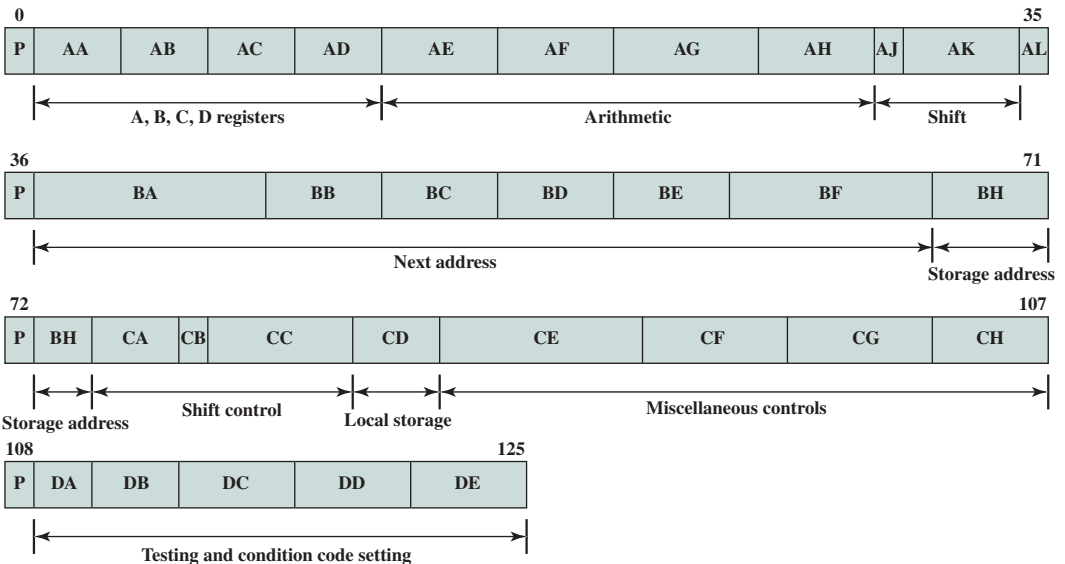 0 35
P AA AB AC AD AE AF AG AH AJ AK AL
A, B, C, D registers Arithmetic Shift
36 71
P BA BB BC BD BE BF BH
Next address Storage address
72 107
P BH CA CB CC CD CE CF CG CH
Storage address Shift control Local storage Miscellaneous controls
108 125
P DA DB DC DD DE
Testing and condition code setting